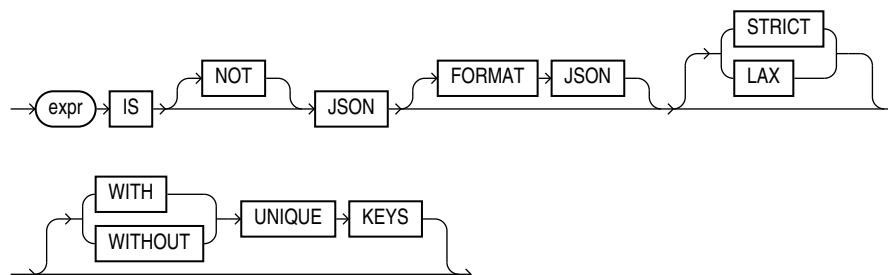 expr IS NOT JSON FORMAT JSON STRICT
LAX
WITH
WITHOUT UNIQUE KEYS